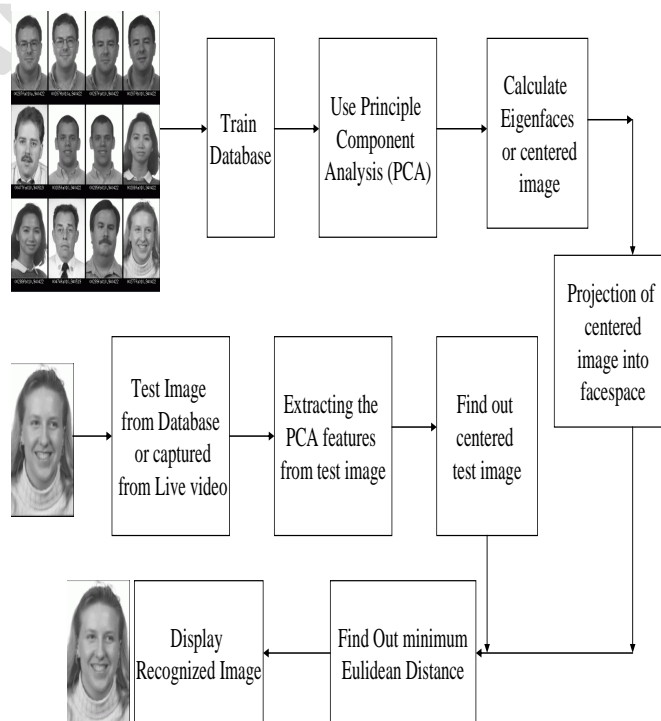 Train
Database
Use Principle
Component
Analysis (PCA)
Calculate
Eigenfaces
or centered
image
Projection of
centered
image into
facespace
Test Image
from Database
or captured
from Live video
Extracting the
PCA features
from test image
Find out
centered
test image
Display
Recognized Image
Find Out minimum
Eulidean Distance